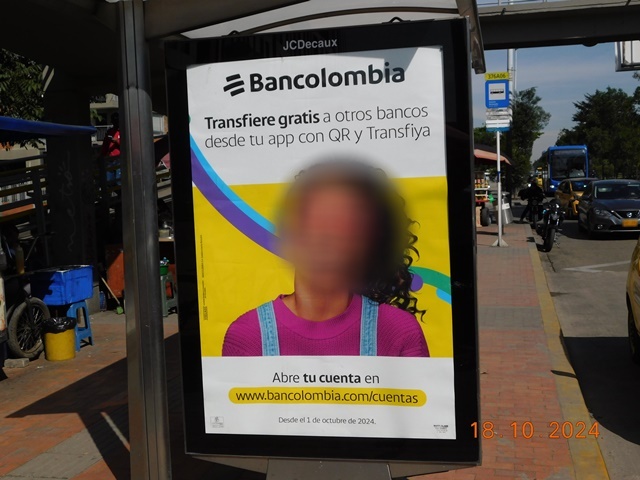 JCDecaux
Bancolombia
Transfiere gratis a otros bancos
desde tu app con QR y Transfiya
Abre tu cuenta en
www.bancolombia.com/cuentas
Desde el 1 de octubre de 2024.
18 10 2024